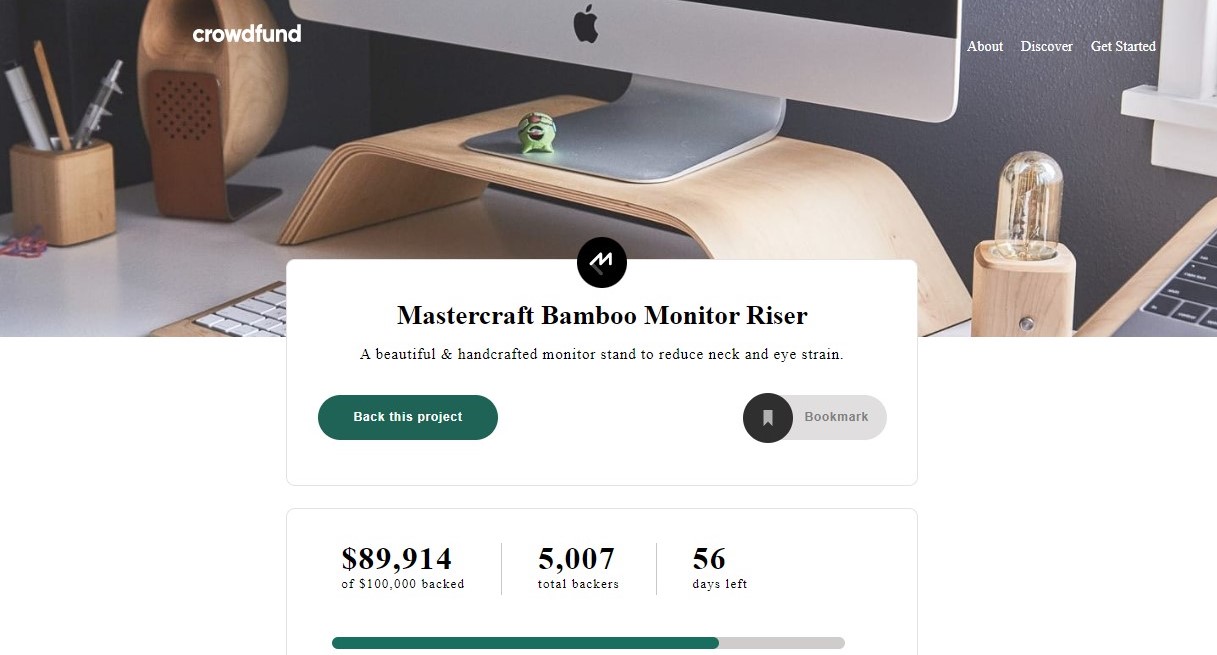 crowdfund
About Discover Get Started
Mastercraft Bamboo Monitor Riser
A beautiful & handcrafted monitor stand to reduce neck and eye strain.
Back this project
Bookmark
$89,914
of $100,000 backed
5,007
total backers
56
days left